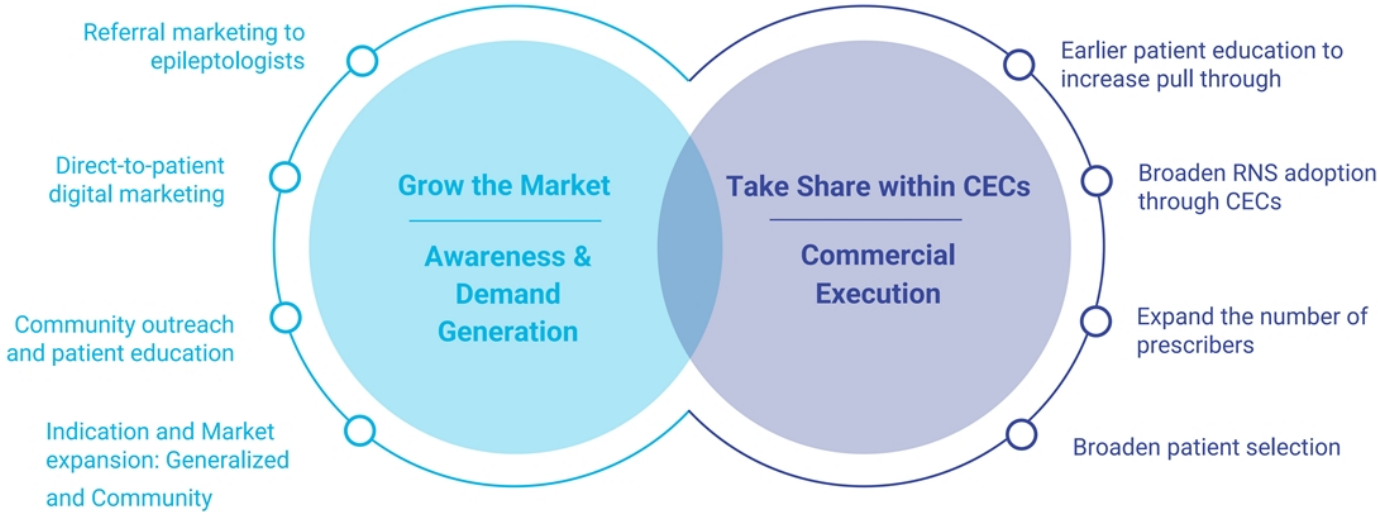 Referral marketing to
epileptologists
Direct-to-patient
digital marketing
Community outreach
and patient education
Indication and Market
expansion: Generalized
and Community
Grow the Market
Awareness &
Demand
Generation
Take Share within CECs
Commercial
Execution
Earlier patient education to
increase pull through
Broaden RNS adoption
through CECs
Expand the number of
prescribers
Broaden patient selection